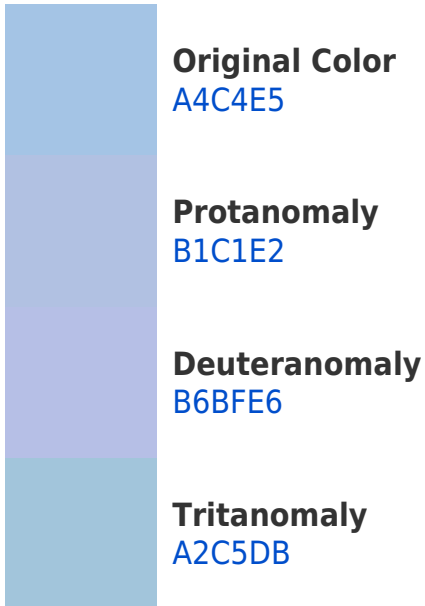 Original Color
A4C4E5
Protanomaly
B1C1E2
Deuteranomaly
B6BFE6
Tritanomaly
A2C5DB